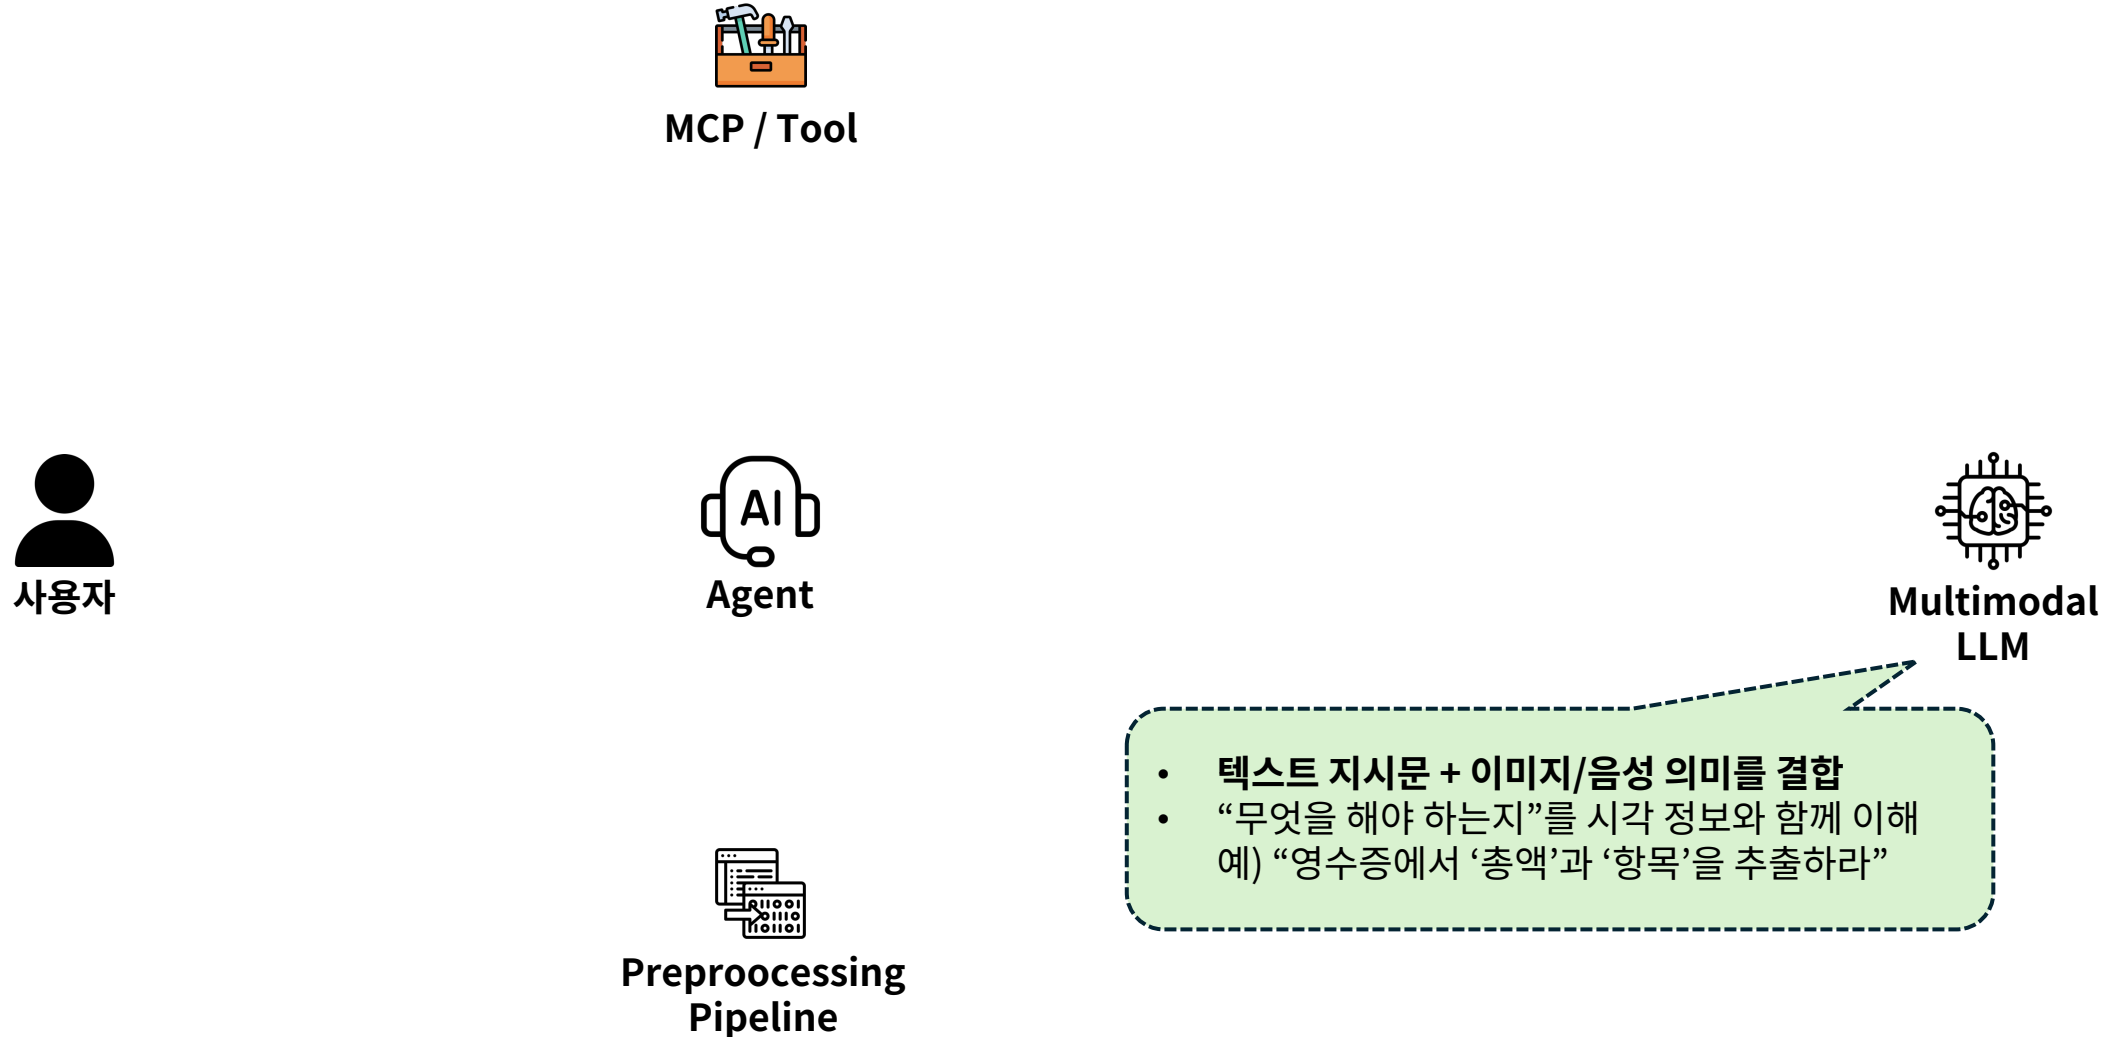 MCP / Tool
사용자
AI
Agent
Multimodal
LLM
• 텍스트 지시문 + 이미지/음성 의미를 결합
• “무엇을 해야 하는지”를 시각 정보와 함께 이해
예) “영수증에서 ‘총액’과 ‘항목’을 추출하라”
Preproocessing
Pipeline